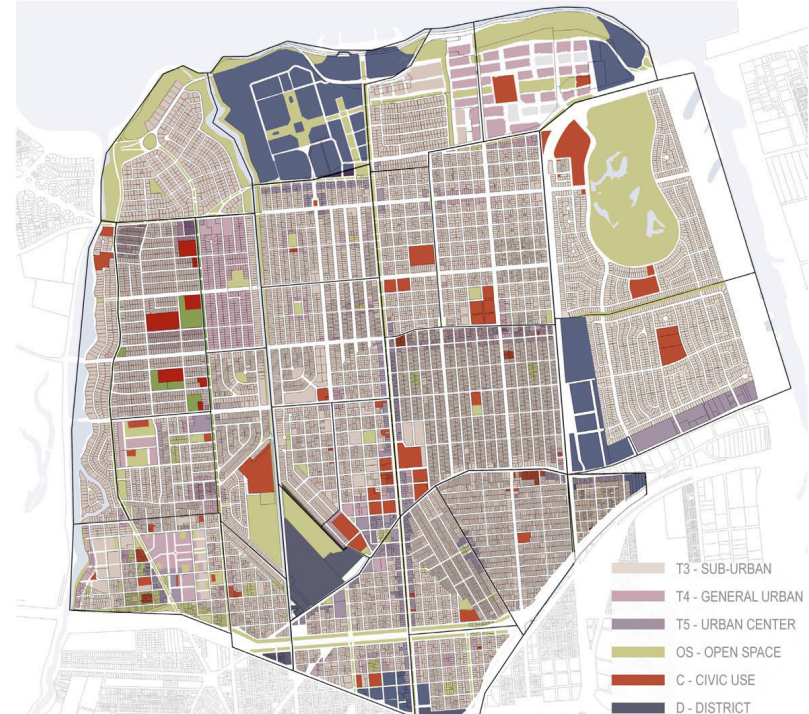 T3 - SUB-URBAN
T4 - GENERAL URBAN
T5 - URBAN CENTER
OS - OPEN SPACE
C - CIVIC USE
D - DISTRICT